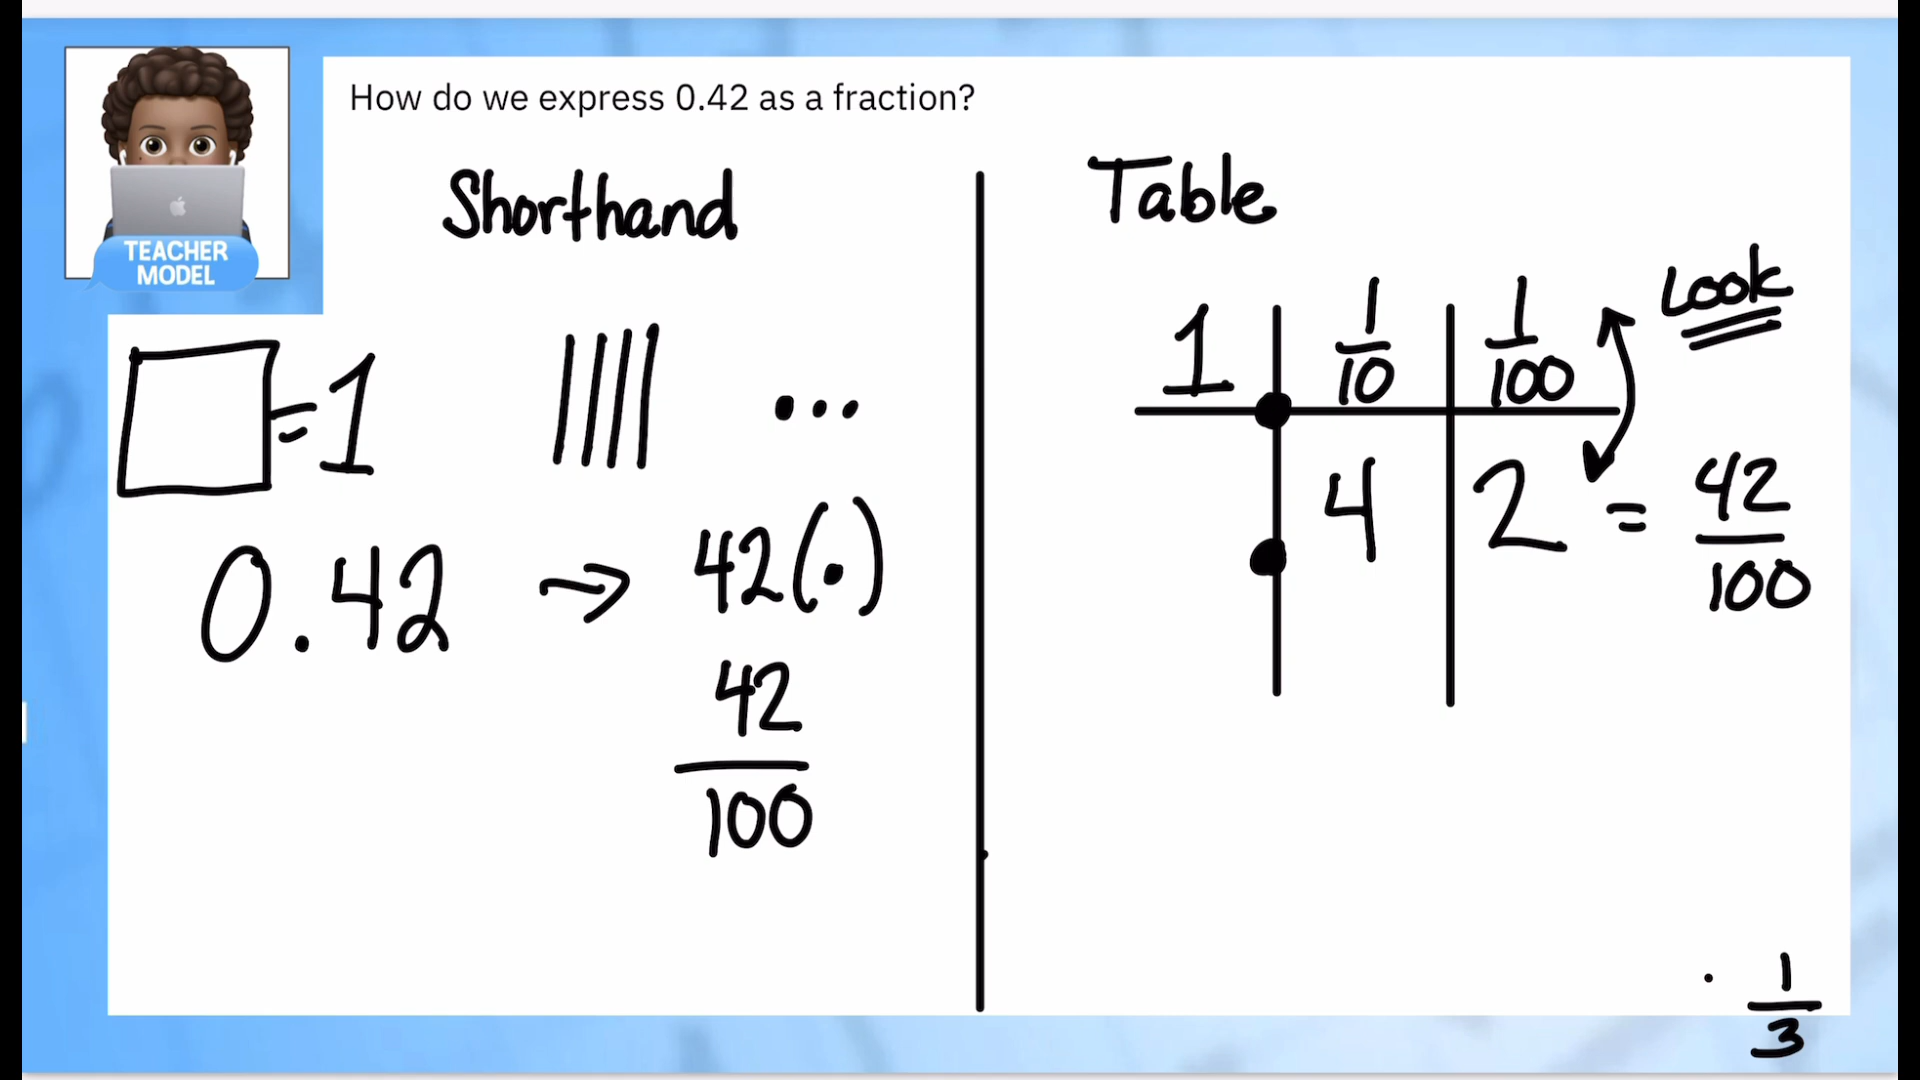 How do we express 0.42 as a fraction?
TEACHER
MODEL
Shorthand
= 1
0.42 → 42(•)
42
100
Table
Look
1 1/10 1/100
. 4 2 = 42/100
. 1/3